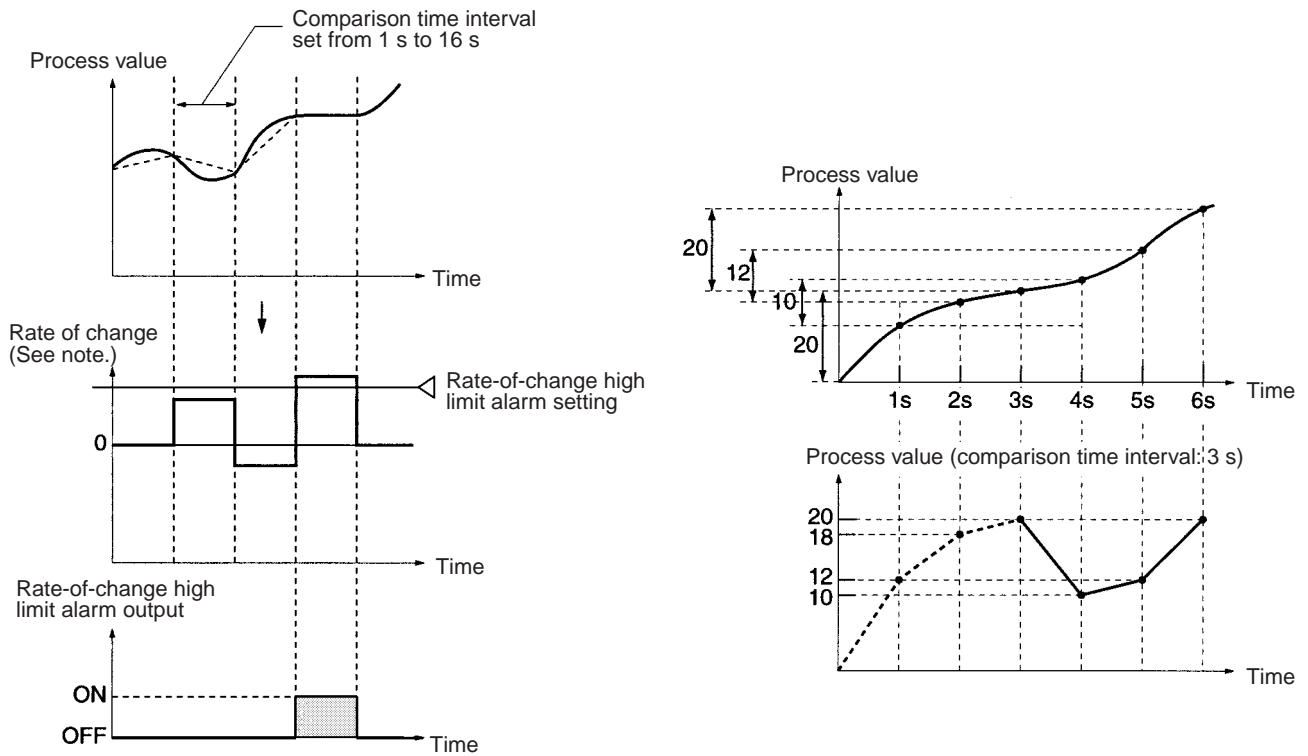 Comparison time interval
set from 1 s to 16 s
Process value
Time
Rate of change
(See note.)
Rate-of-change high
limit alarm setting
0
Time
Rate-of-change high
limit alarm output
ON
OFF
Time
Process value
20
12
10
20
1s 2s 3s 4s 5s 6s
Time
Process value (comparison time interval: 3 s)
20
18
12
10
Time